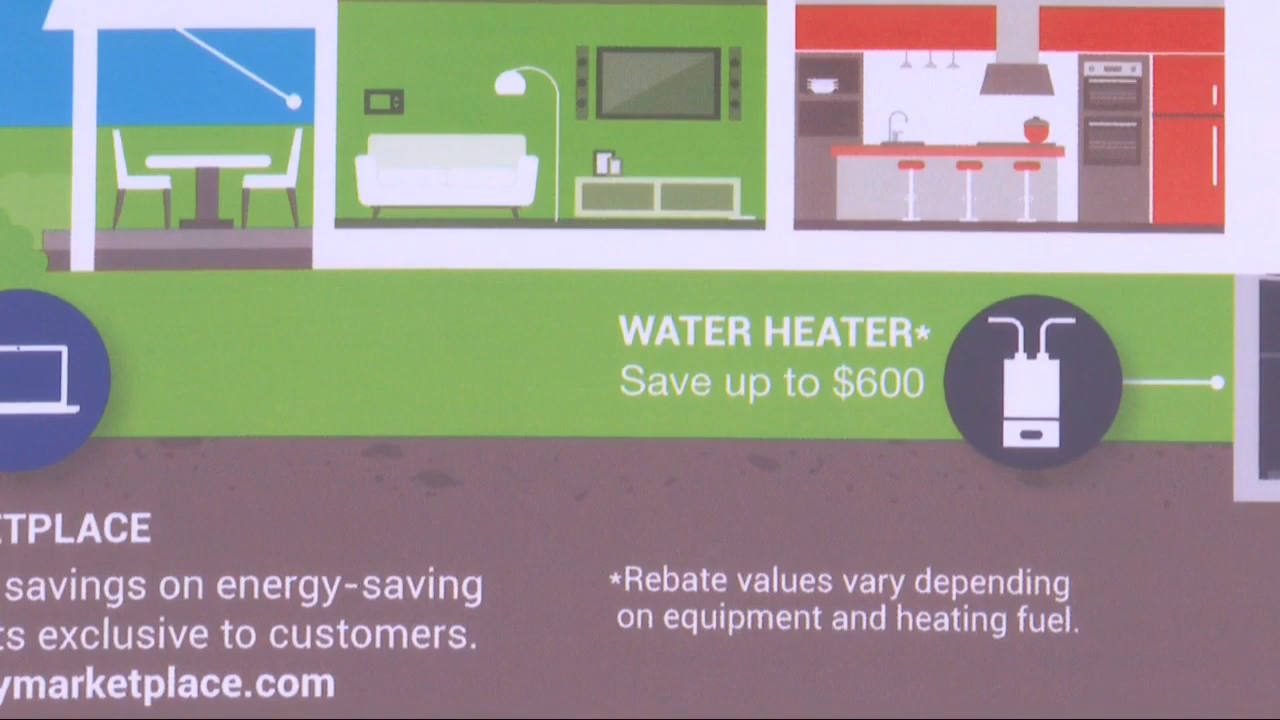 WATER HEATER*
Save up to $600
ETPLACE
savings on energy-saving
ts exclusive to customers.
ymarketplace.com
*Rebate values vary depending
on equipment and heating fuel.